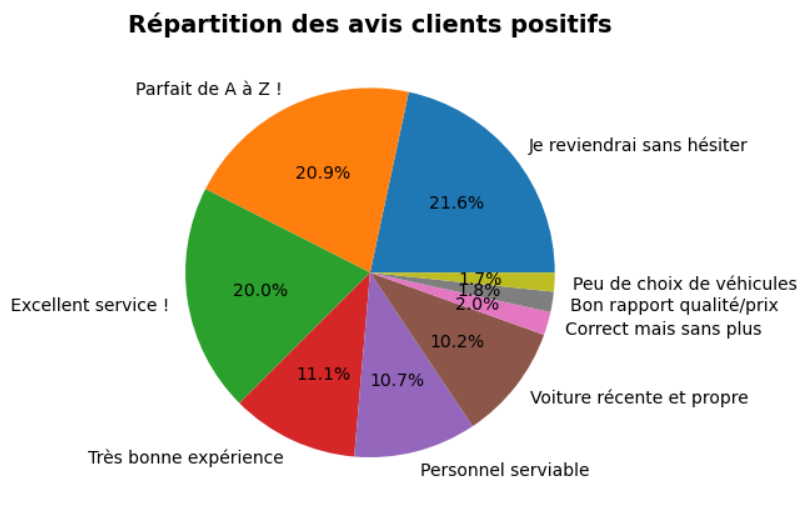 Répartition des avis clients positifs
Parfait de A à Z !
Je reviendrai sans hésiter
20.9%
21.6%
Excellent service !
20.0%
1.7%
Peu de choix de véhicules
1.8%
Bon rapport qualité/prix
2.0%
Correct mais sans plus
10.2%
11.1%
10.7%
Voiture récente et propre
Très bonne expérience
Personnel serviable